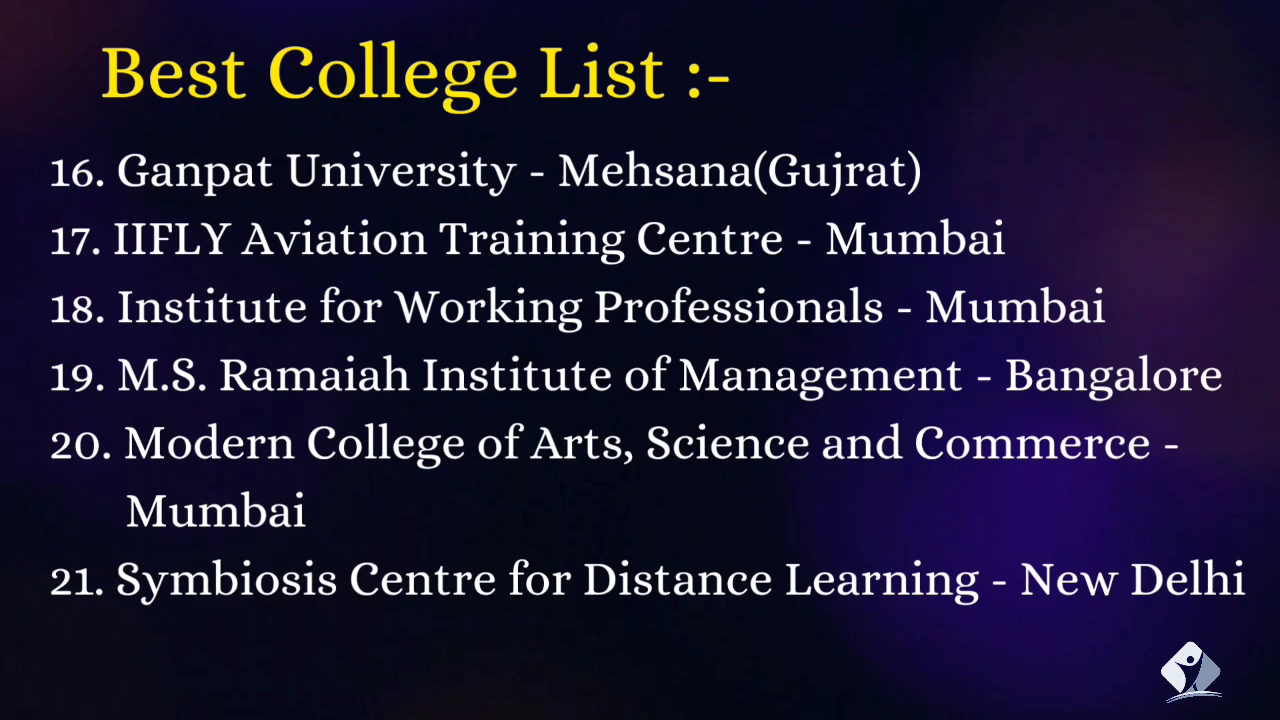 Best College List :-
16. Ganpat University - Mehsana(Gujrat)
17. IIFLY Aviation Training Centre - Mumbai
18. Institute for Working Professionals - Mumbai
19. M.S. Ramaiah Institute of Management - Bangalore
20. Modern College of Arts, Science and Commerce -
Mumbai
21. Symbiosis Centre for Distance Learning - New Delhi